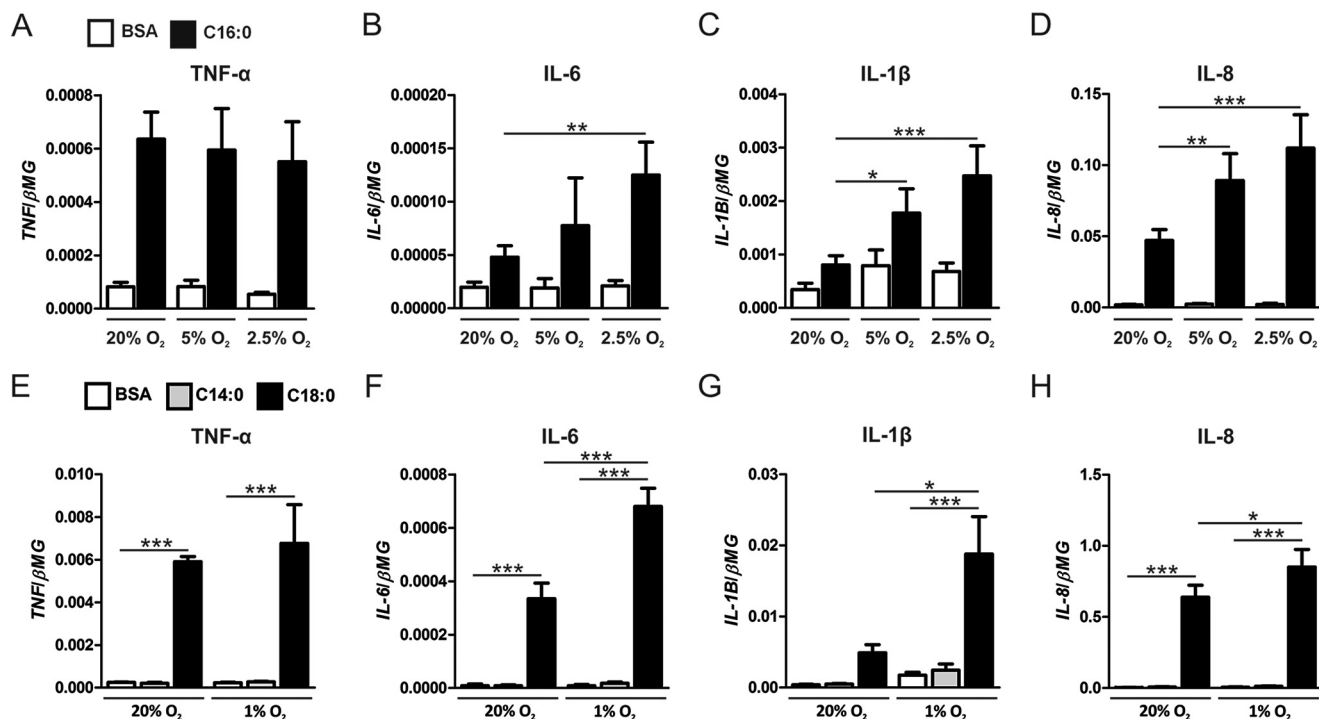 A
BSA C16:0
TNF-α
TNF/βMG
0.0008
0.0006
0.0004
0.0002
0.0000
20% O₂ 5% O₂ 2.5% O₂
B
IL-6
IL-6/βMG
0.00020
0.00015
0.00010
0.00005
0.00000
**
20% O₂ 5% O₂ 2.5% O₂
C
IL-1β
IL-1B/βMG
0.004
0.003
0.002
0.001
0.000
***
*
20% O₂ 5% O₂ 2.5% O₂
D
IL-8
IL-8/βMG
0.15
0.10
0.05
0.00
***
**
20% O₂ 5% O₂ 2.5% O₂
E
BSA C14:0 C18:0
TNF-α
TNF/βMG
0.010
0.008
0.006
0.004
0.002
0.000
***
***
20% O₂ 1% O₂
F
IL-6
IL-6/βMG
0.0008
0.0006
0.0004
0.0002
0.0000
***
***
***
20% O₂ 1% O₂
G
IL-1β
IL-1B/βMG
0.03
0.02
0.01
0.00
*
***
20% O₂ 1% O₂
H
IL-8
IL-8/βMG
1.5
1.0
0.5
0.0
*
***
***
20% O₂ 1% O₂